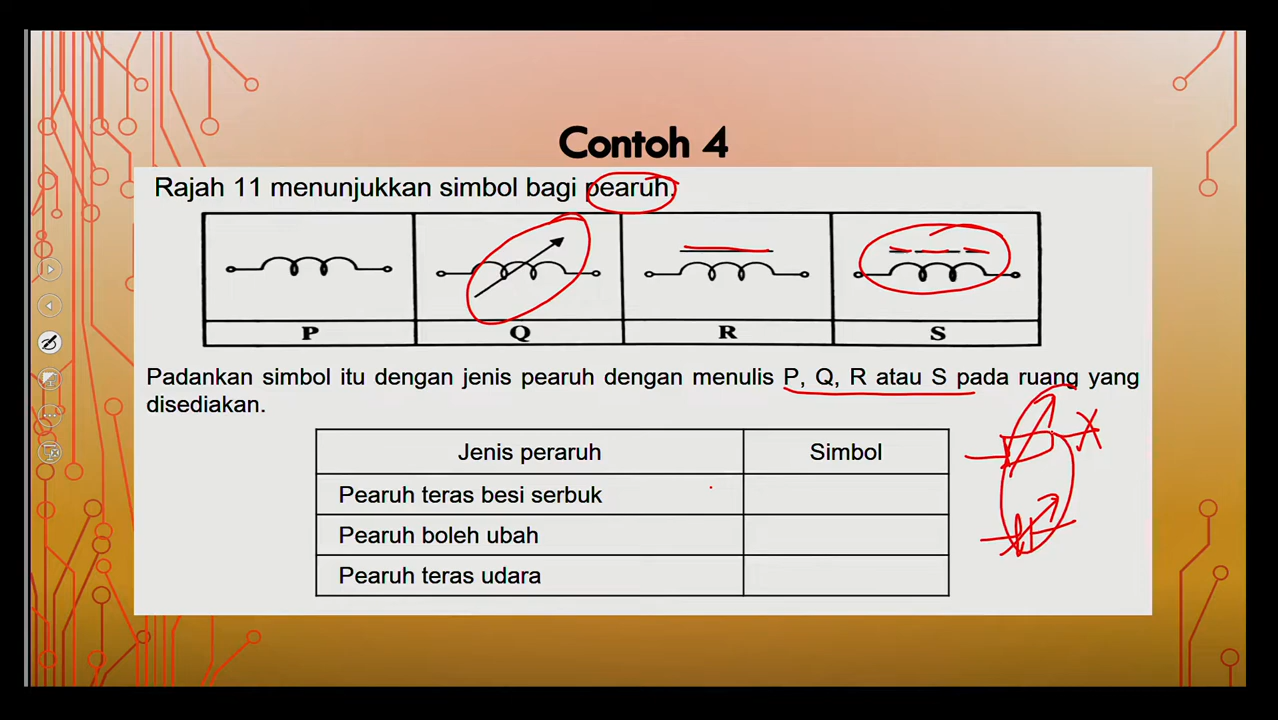 Contoh 4
Rajah 11 menunjukkan simbol bagi pearuh.
P Q R S
Padankan simbol itu dengan jenis pearuh dengan menulis P, Q, R atau S pada ruang yang
disediakan.
Jenis peraruh Simbol
Pearuh teras besi serbuk
Pearuh boleh ubah
Pearuh teras udara